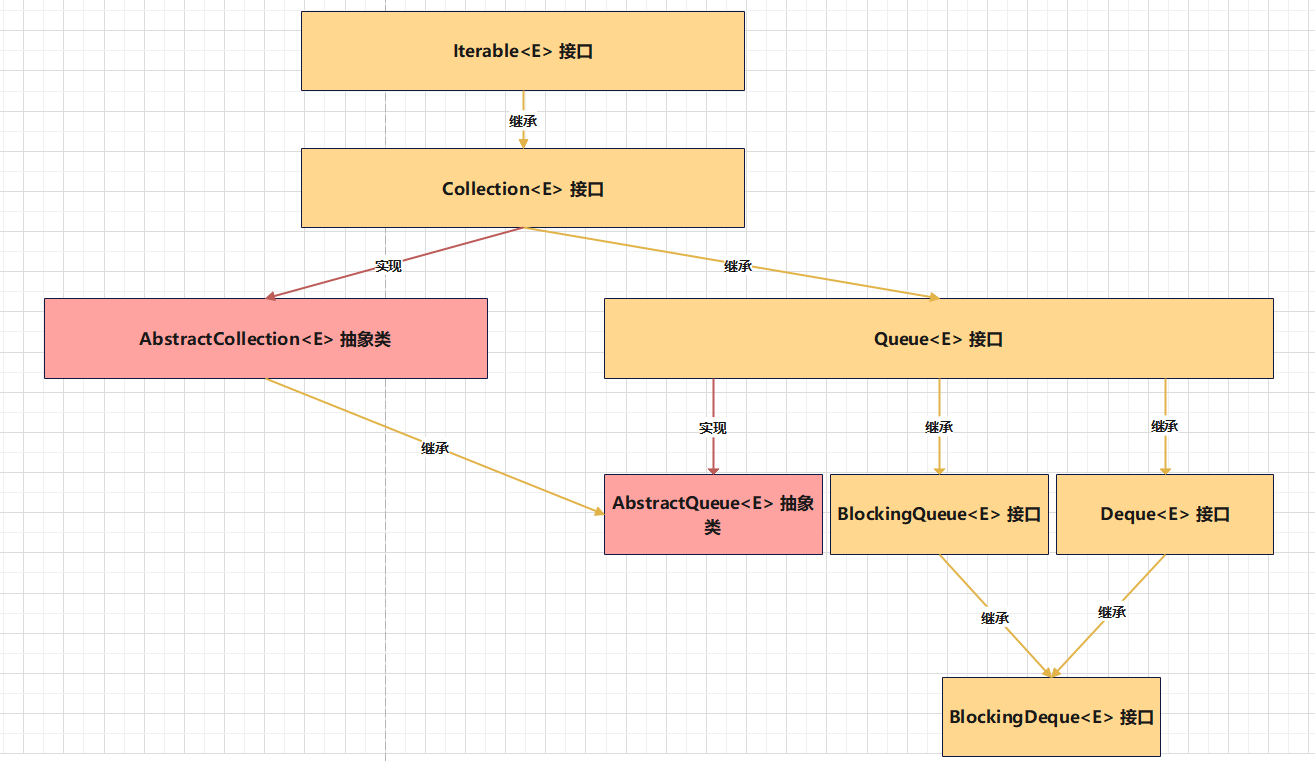 Iterable<E> 接口
继承
Collection<E> 接口
实现
继承
AbstractCollection<E> 抽象类
Queue<E> 接口
继承
实现
继承
继承
AbstractQueue<E> 抽象
类
BlockingQueue<E> 接口
Deque<E> 接口
继承
继承
BlockingDeque<E> 接口